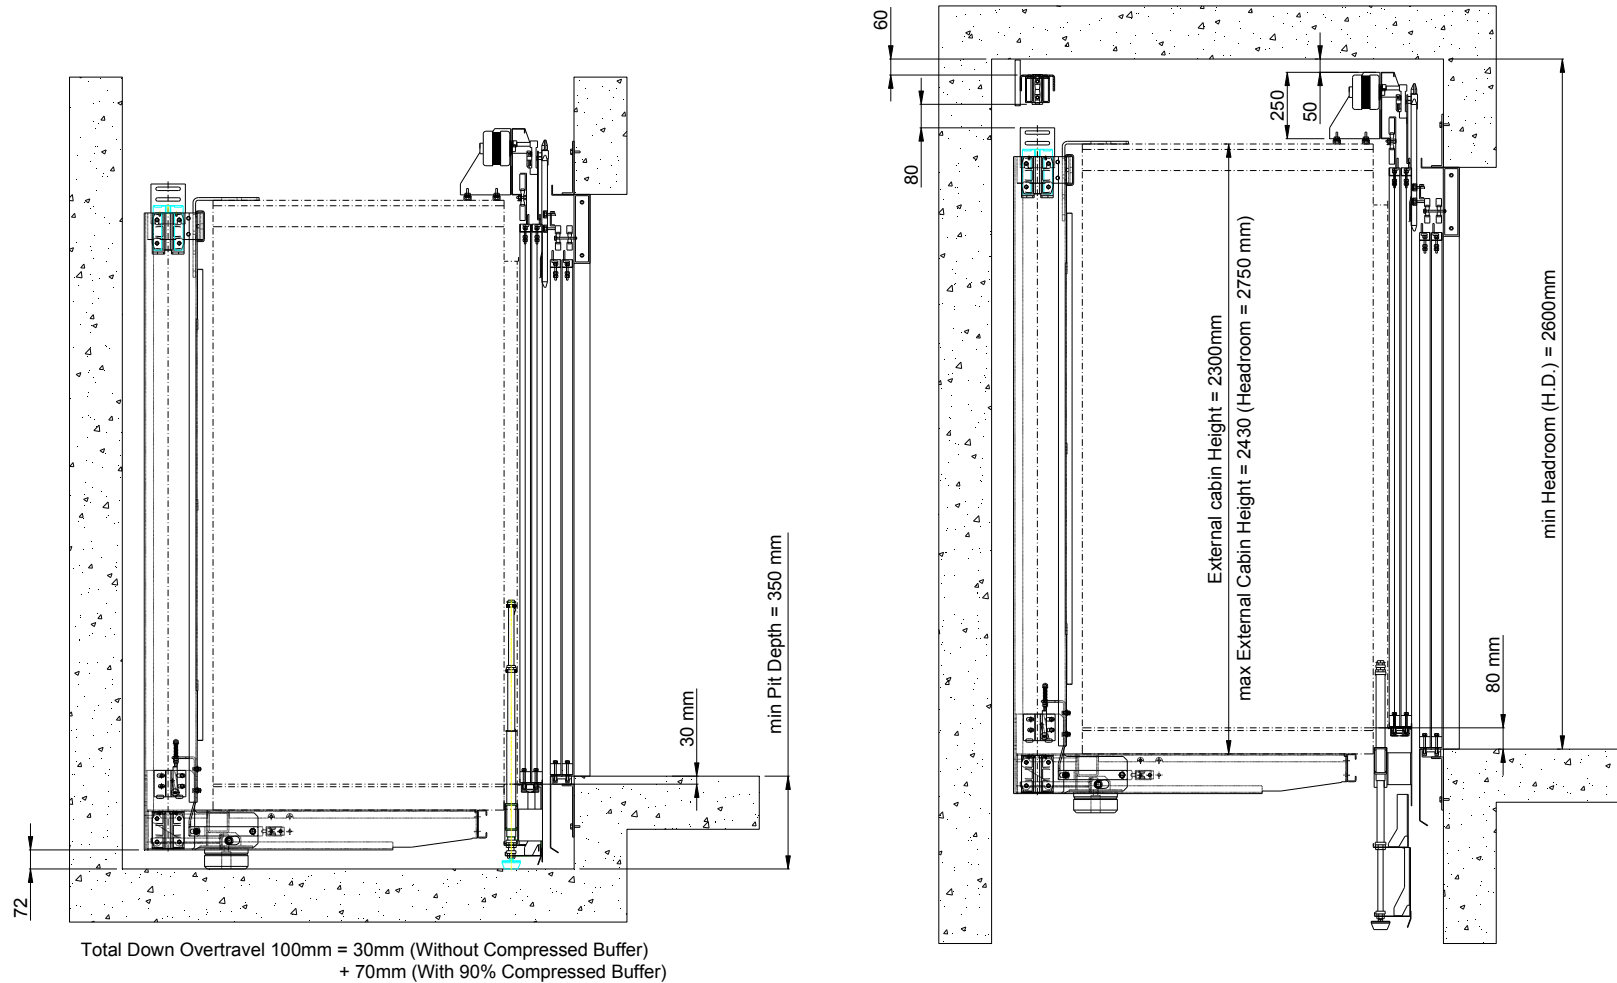 60
250
50
80
External cabin Height = 2300mm
max External Cabin Height = 2430 (Headroom = 2750 mm)
min Headroom (H.D.) = 2600mm
80 mm
min Pit Depth = 350 mm
30 mm
72
Total Down Overtravel 100mm = 30mm (Without Compressed Buffer)
+ 70mm (With 90% Compressed Buffer)